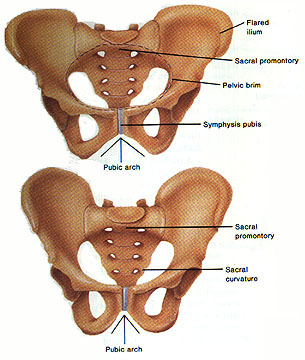 Flared
ilium
Sacral promontory
Pelvic brim
Symphysis pubis
Pubic arch
Sacral
promontory
Sacral
curvature
Pubic arch